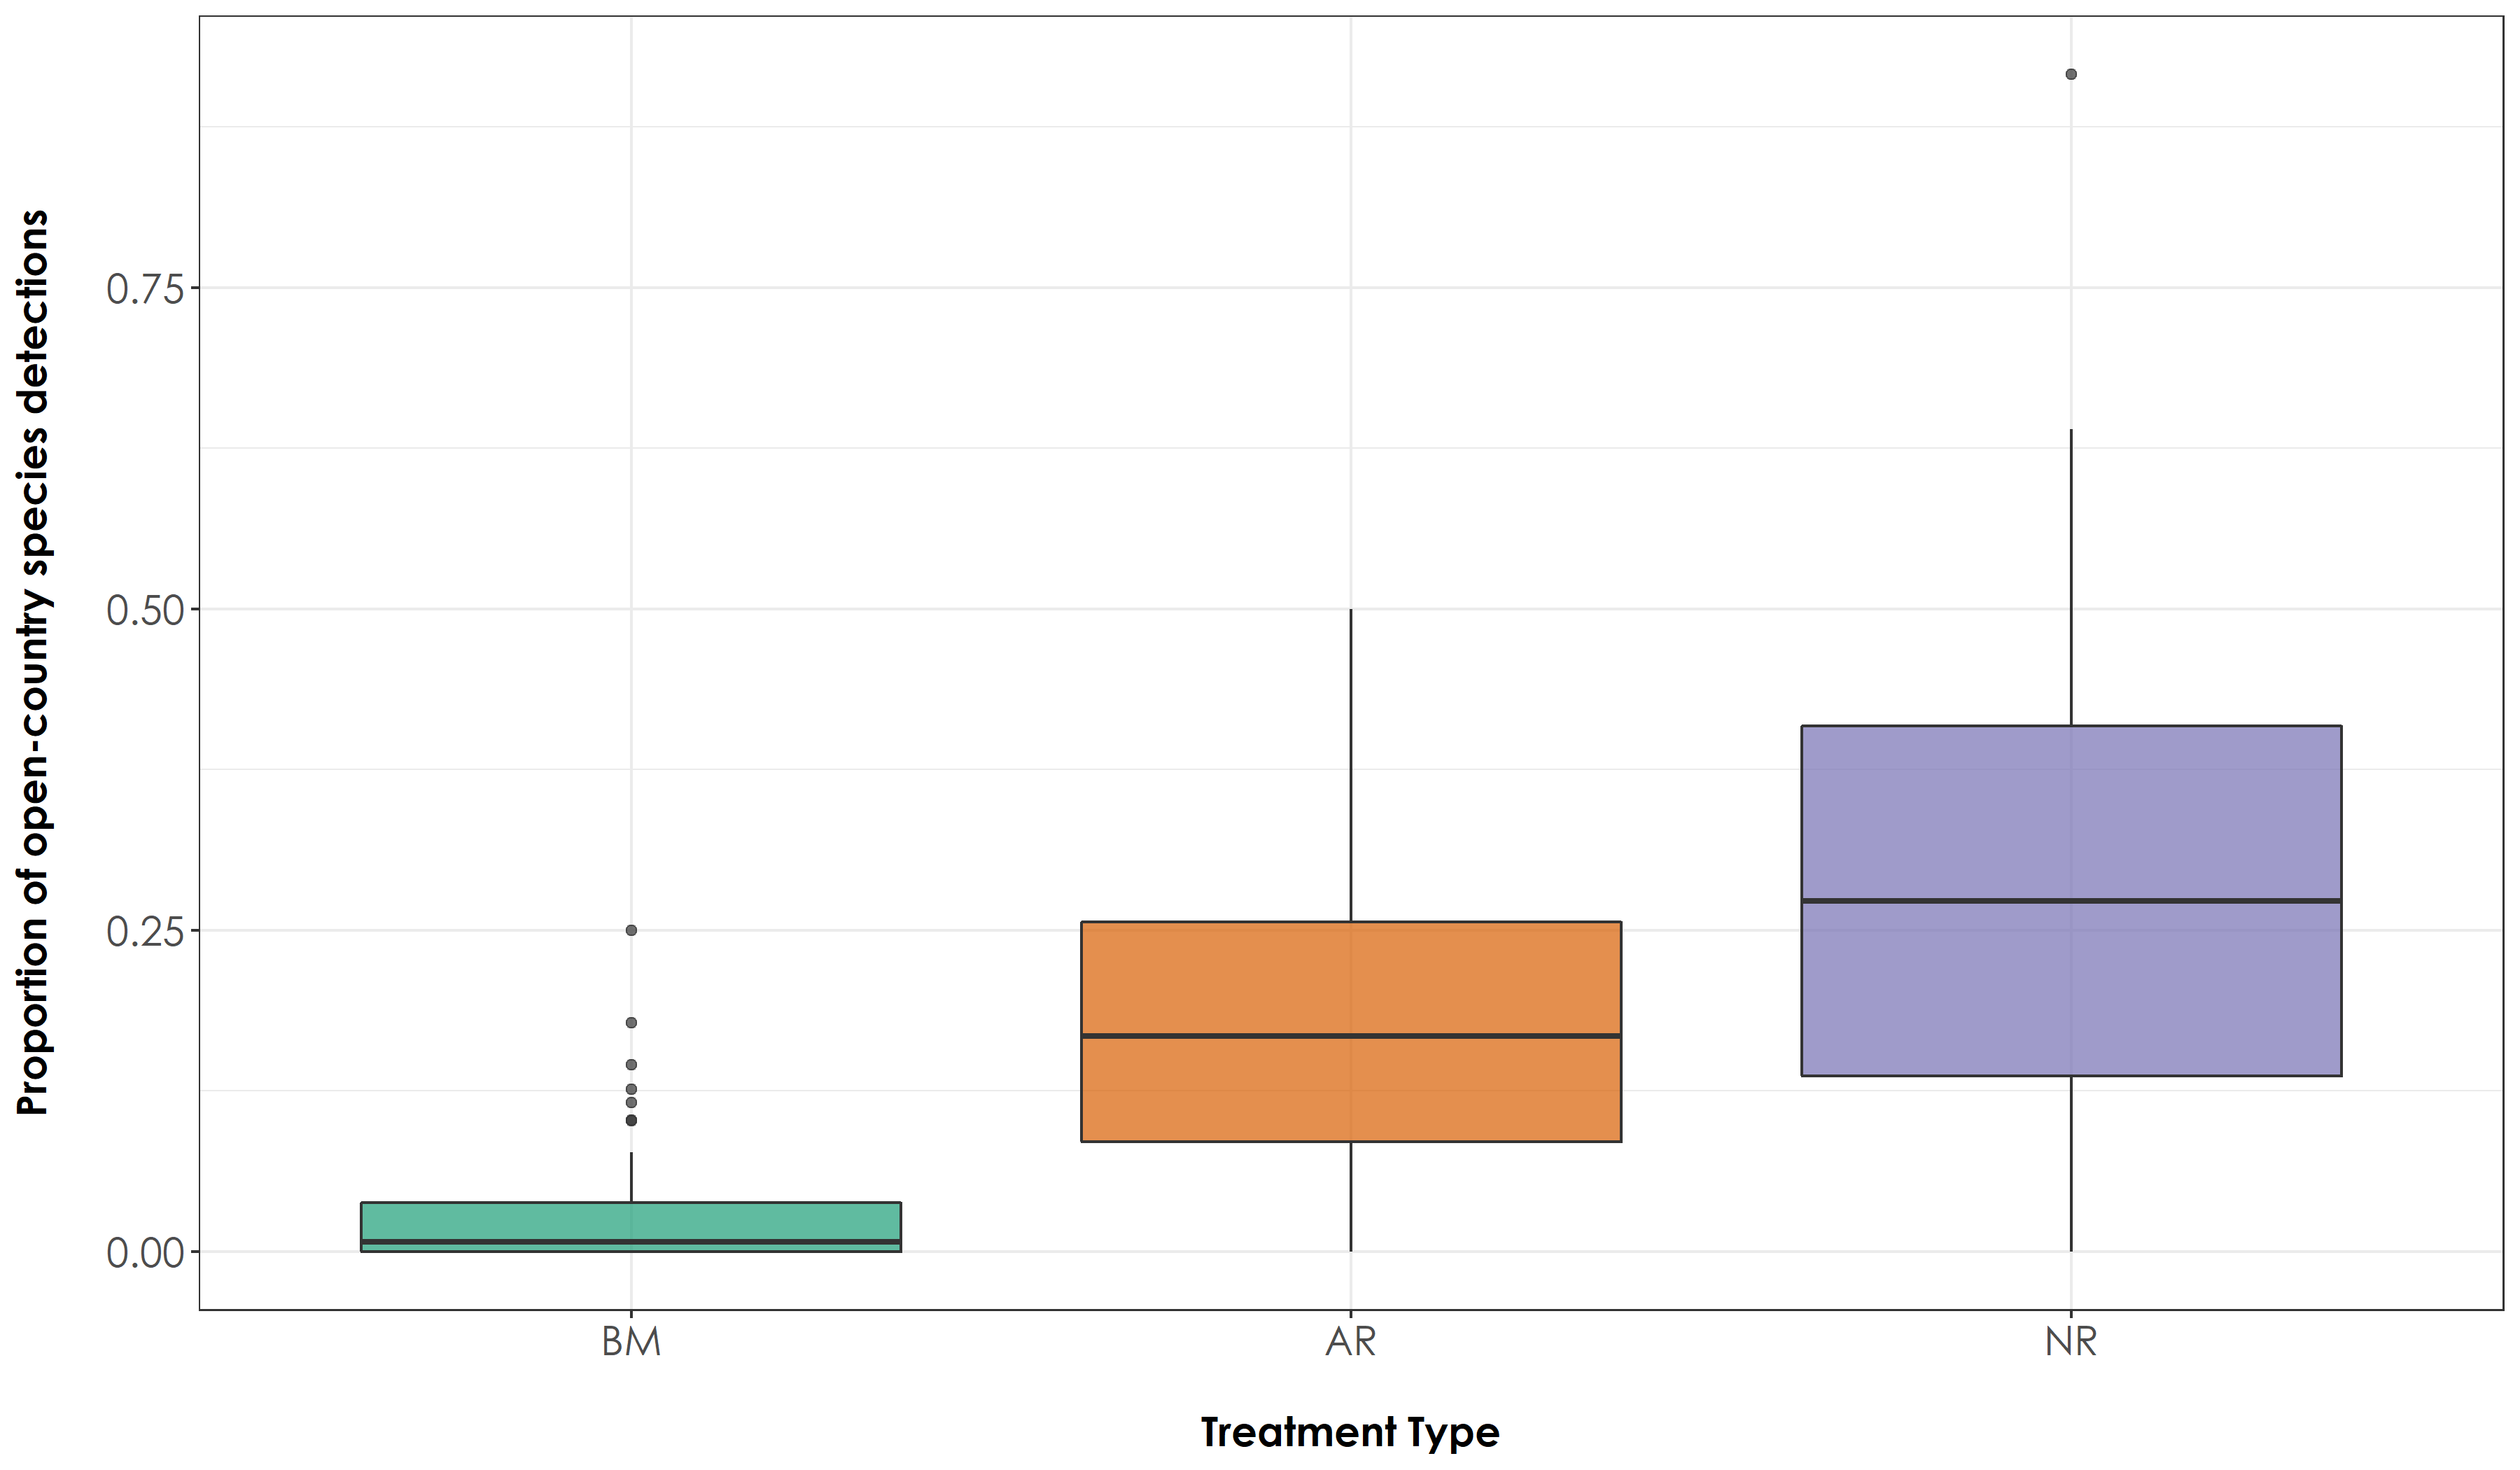 Proportion of open-country species detections
0.75
0.50
0.25
0.00
BM
AR
NR
Treatment Type